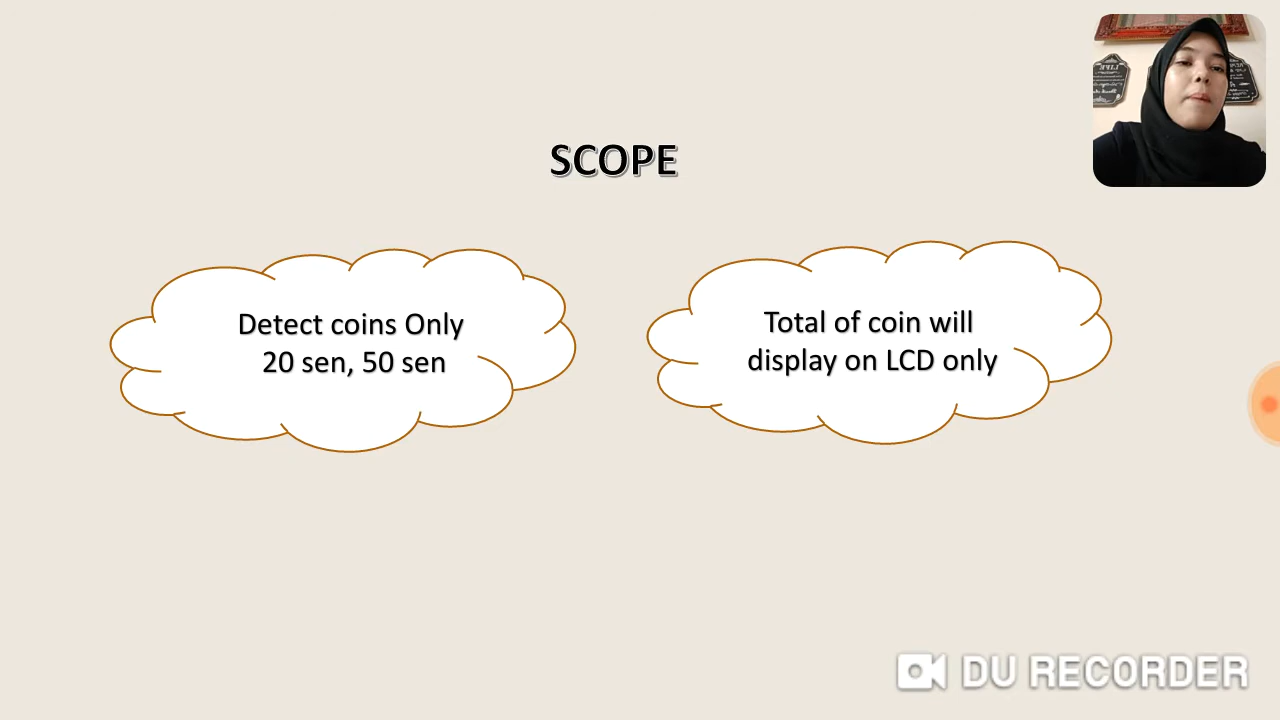 SCOPE
Detect coins Only
20 sen, 50 sen
Total of coin will
display on LCD only
DU RECORDER